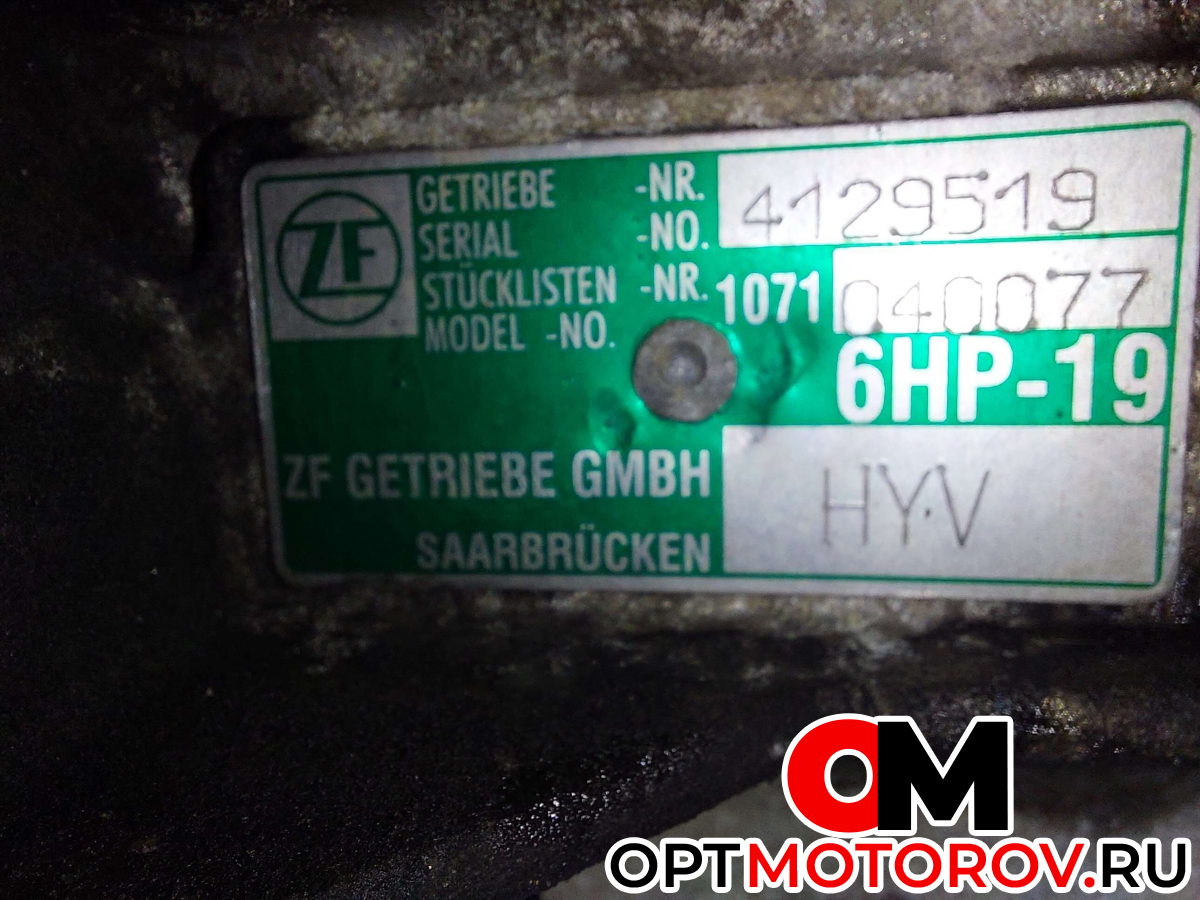 ZF
GETRIEBE -NR. 4129519
SERIAL -NO.
STÜCKLISTEN -NR. 1071 040077
MODEL -NO.
6HP-19
ZF GETRIEBE GMBH HYV
SAARBRÜCKEN
OM
OPTMOTOROV.RU